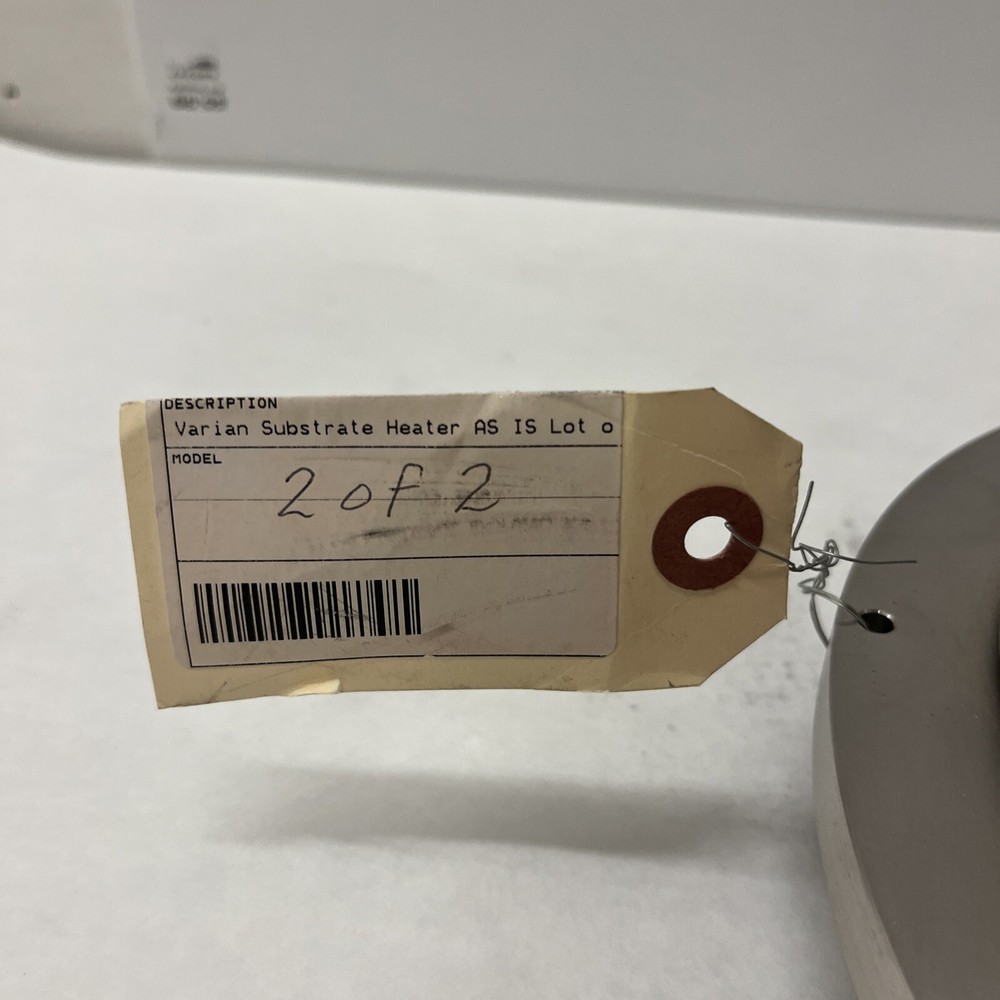 DESCRIPTION
Varian Substrate Heater AS IS Lot o
MODEL
2 of 2